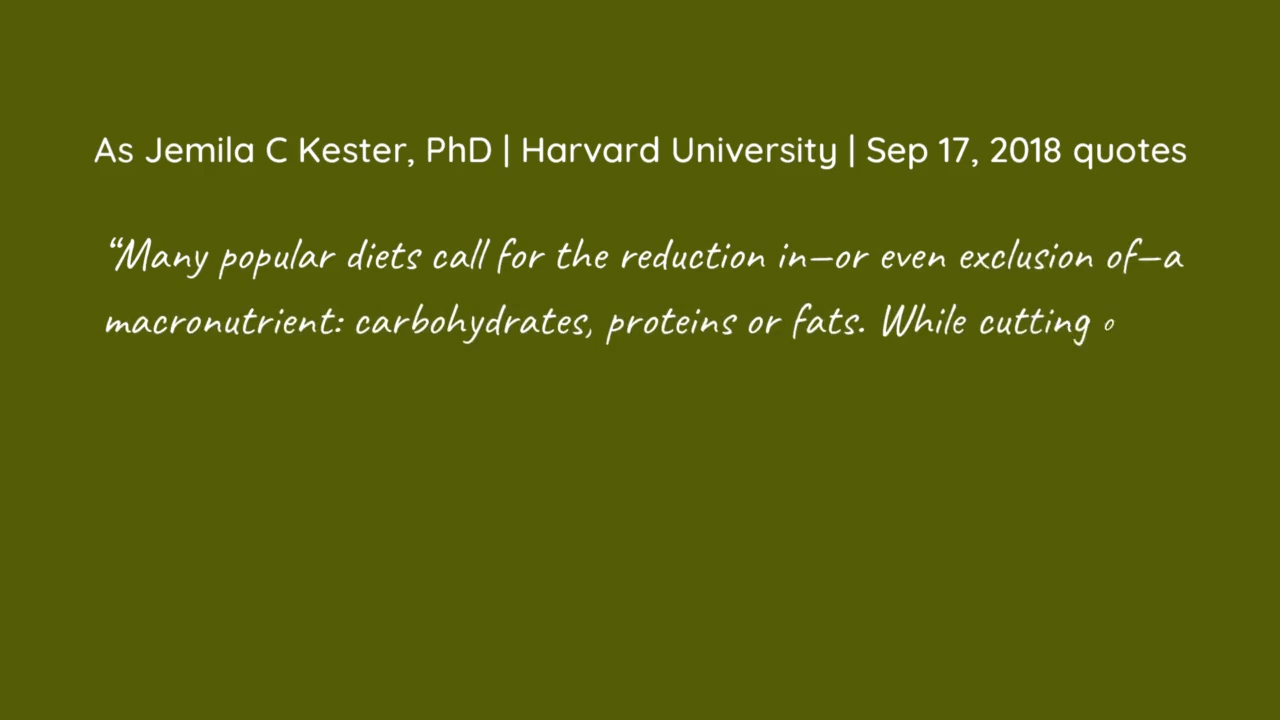 As Jemila C Kester, PhD | Harvard University | Sep 17, 2018 quotes
“Many popular diets call for the reduction in—or even exclusion of—a
macronutrient: carbohydrates, proteins or fats. While cutting o